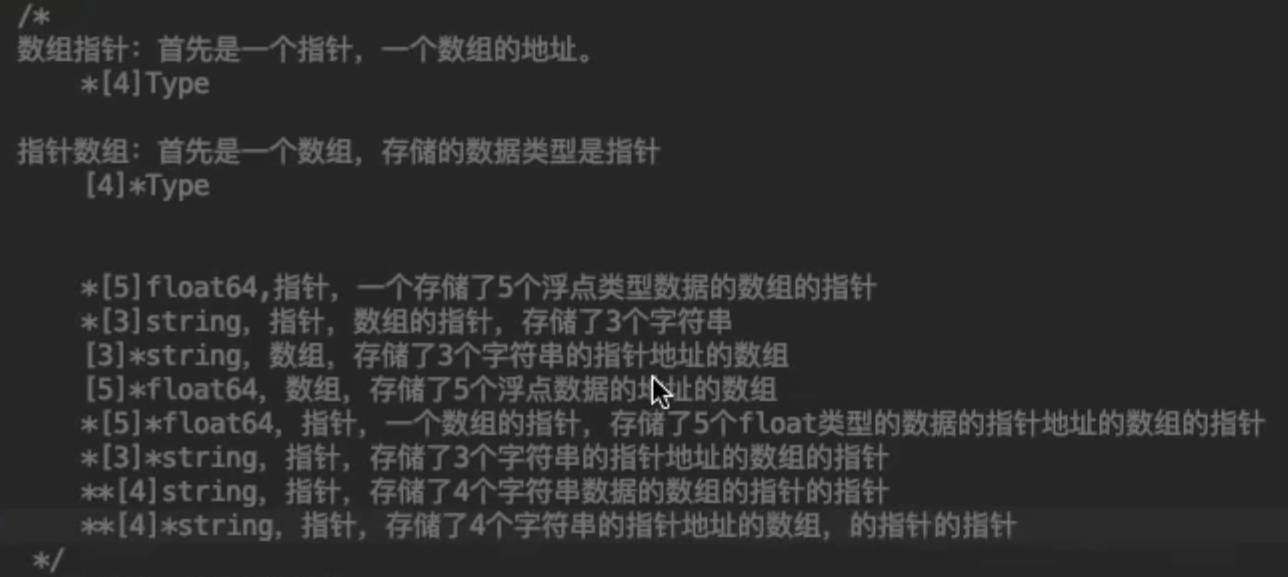 /*
数组指针：首先是一个指针，一个数组的地址。
*[4]Type
指针数组：首先是一个数组，存储的数据类型是指针
[4]*Type
*[5]float64,指针，一个存储了5个浮点类型数据的数组的指针
*[3]string，指针，数组的指针，存储了3个字符串
[3]*string，数组，存储了3个字符串的指针地址的数组
[5]*float64，数组，存储了5个浮点数据的地址的数组
*[5]*float64，指针，一个数组的指针，存储了5个float类型的数据的指针地址的数组的指针
*[3]*string，指针，存储了3个字符串的指针地址的数组的指针
**[4]string，指针，存储了4个字符串数据的数组的指针的指针
**[4]*string，指针，存储了4个字符串的指针地址的数组，的指针的指针
*/